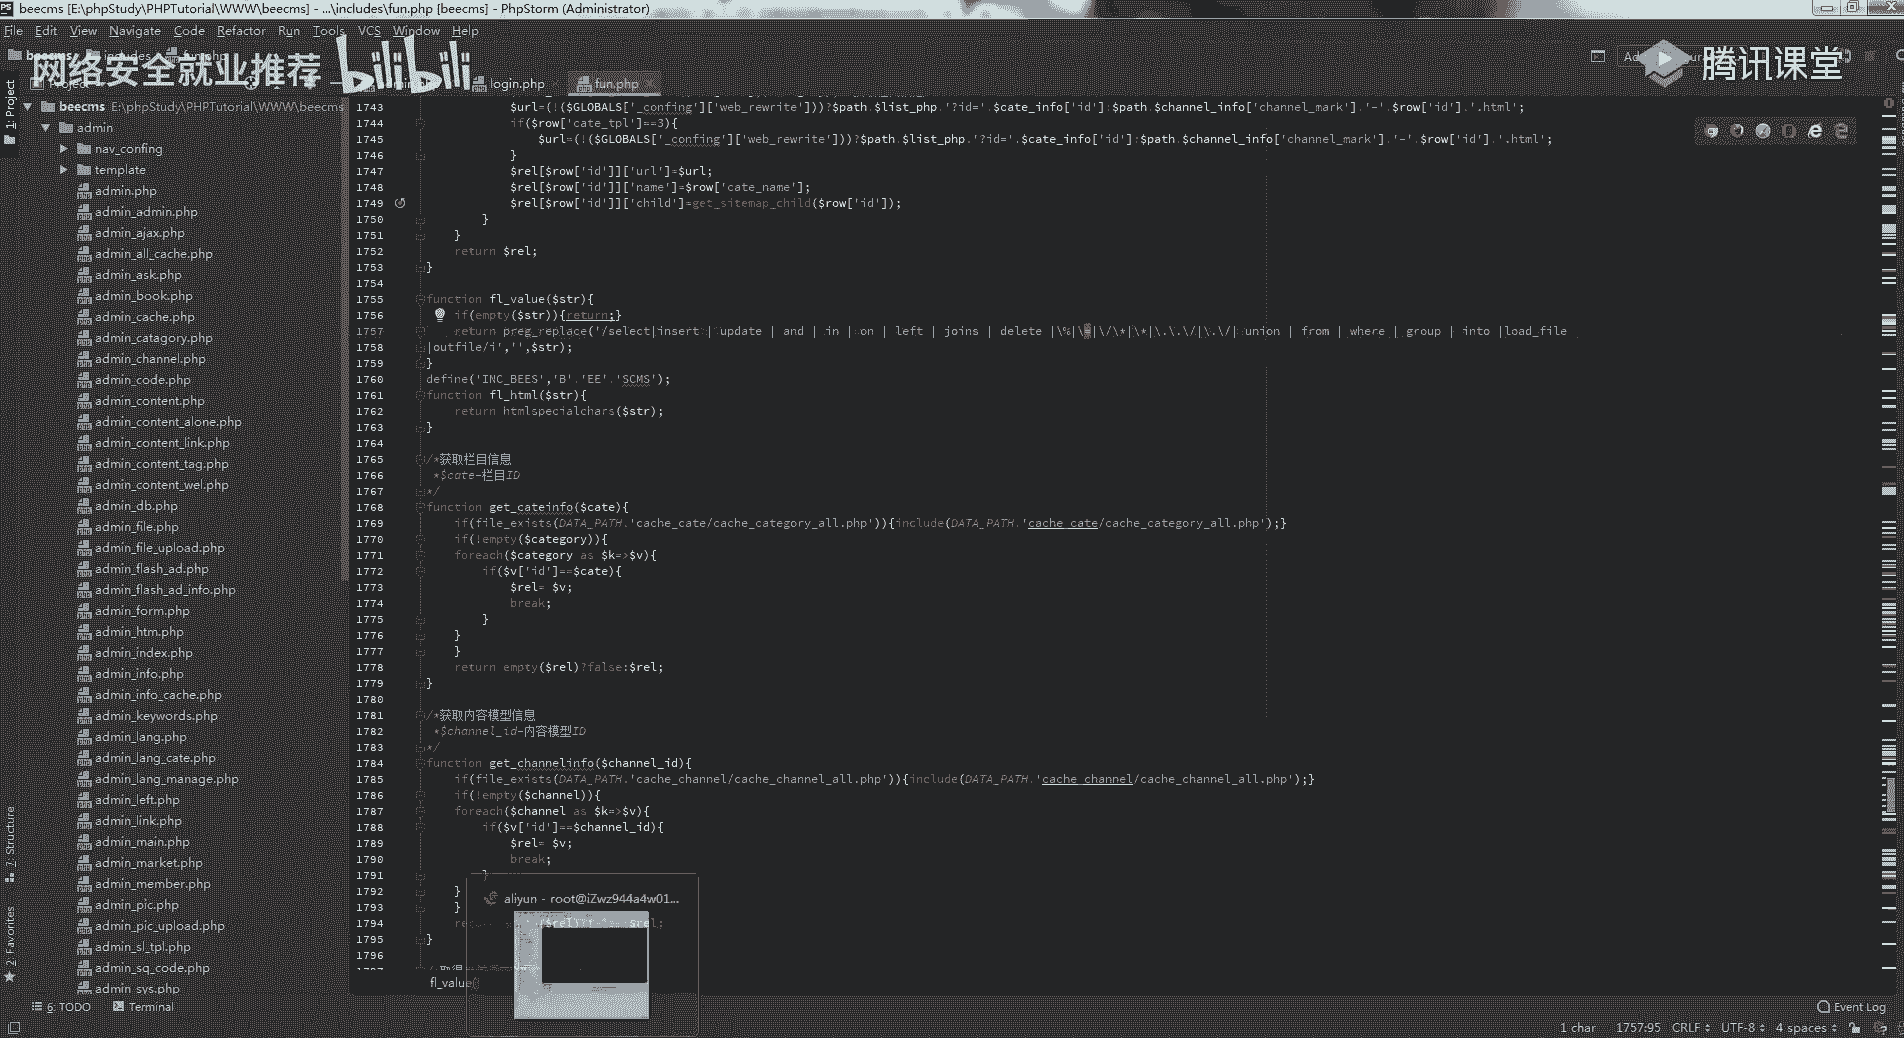 beecms [E:\phpStudy\PHPTutorial\WWW\beecms] - ...\includes\fun.php [beecms] - PhpStorm (Administrator)
File Edit View Navigate Code Refactor Run Tools VCS Window Help
网络安全就业推荐 bilibili
腾讯课堂
login.php
fun.php
1: Project
beecms E:\phpStudy\PHPTutorial\WWW\beecms
admin
nav_confing
template
admin.php
admin_admin.php
admin_ajax.php
admin_all_cache.php
admin_ask.php
admin_book.php
admin_cache.php
admin_catagory.php
admin_channel.php
admin_code.php
admin_content.php
admin_content_alone.php
admin_content_link.php
admin_content_tag.php
admin_content_wel.php
admin_db.php
admin_file.php
admin_file_upload.php
admin_flash_ad.php
admin_flash_ad_info.php
admin_form.php
admin_htm.php
admin_index.php
admin_info.php
admin_info_cache.php
admin_keywords.php
admin_lang.php
admin_lang_cate.php
admin_lang_manage.php
admin_left.php
admin_link.php
admin_main.php
admin_market.php
admin_member.php
admin_pic.php
admin_pic_upload.php
admin_sl_tpl.php
admin_sq_code.php
admin_sys.php
7: Structure
2: Favorites
1743 $url=(!($GLOBALS['_confing']['web_rewrite']))?$path.$list_php.'?id='.$cate_info['id']:$path.$channel_info['channel_mark'].'-'.$row['id'].'.html';
1744 if($row['cate_tpl']==3){
1745 $url=(!($GLOBALS['_confing']['web_rewrite']))?$path.$list_php.'?id='.$cate_info['id']:$path.$channel_info['channel_mark'].'-'.$row['id'].'.html';
1746 }
1747 $rel[$row['id']]['url']=$url;
1748 $rel[$row['id']]['name']=$row['cate_name'];
1749 $rel[$row['id']]['child']=get_sitemap_child($row['id']);
1750 }
1751 }
1752 return $rel;
1753 }
1754
1755 function fl_value($str){
1756 if(empty($str)){return;}
1757 return preg_replace('/select|insert | update | and | in | on | left | joins | delete |\%|\=|\/\*|\*|\.\.\/|\.\/| union | from | where | group | into |load_file
1758 |outfile/i','',$str);
1759 }
1760 define('INC_BEES','B'.'EE'.'SCMS');
1761 function fl_html($str){
1762 return htmlspecialchars($str);
1763 }
1764
1765 /*获取栏目信息
1766 *$cate-栏目ID
1767 */
1768 function get_cateinfo($cate){
1769 if(file_exists(DATA_PATH.'cache_cate/cache_category_all.php')){include(DATA_PATH.'cache_cate/cache_category_all.php');}
1770 if(!empty($category)){
1771 foreach($category as $k=>$v){
1772 if($v['id']==$cate){
1773 $rel= $v;
1774 break;
1775 }
1776 }
1777 }
1778 return empty($rel)?false:$rel;
1779 }
1780
1781 /*获取内容模型信息
1782 *$channel_id-内容模型ID
1783 */
1784 function get_channelinfo($channel_id){
1785 if(file_exists(DATA_PATH.'cache_channel/cache_channel_all.php')){include(DATA_PATH.'cache_channel/cache_channel_all.php');}
1786 if(!empty($channel)){
1787 foreach($channel as $k=>$v){
1788 if($v['id']==$channel_id){
1789 $rel= $v;
1790 break;
1791 }
1792 }
1793 }
1794
1795 }
1796
aliyun - root@iZwz944a4w01...
fl_value()
6: TODO Terminal Event Log
1 char 1757:95 CRLF UTF-8 4 spaces